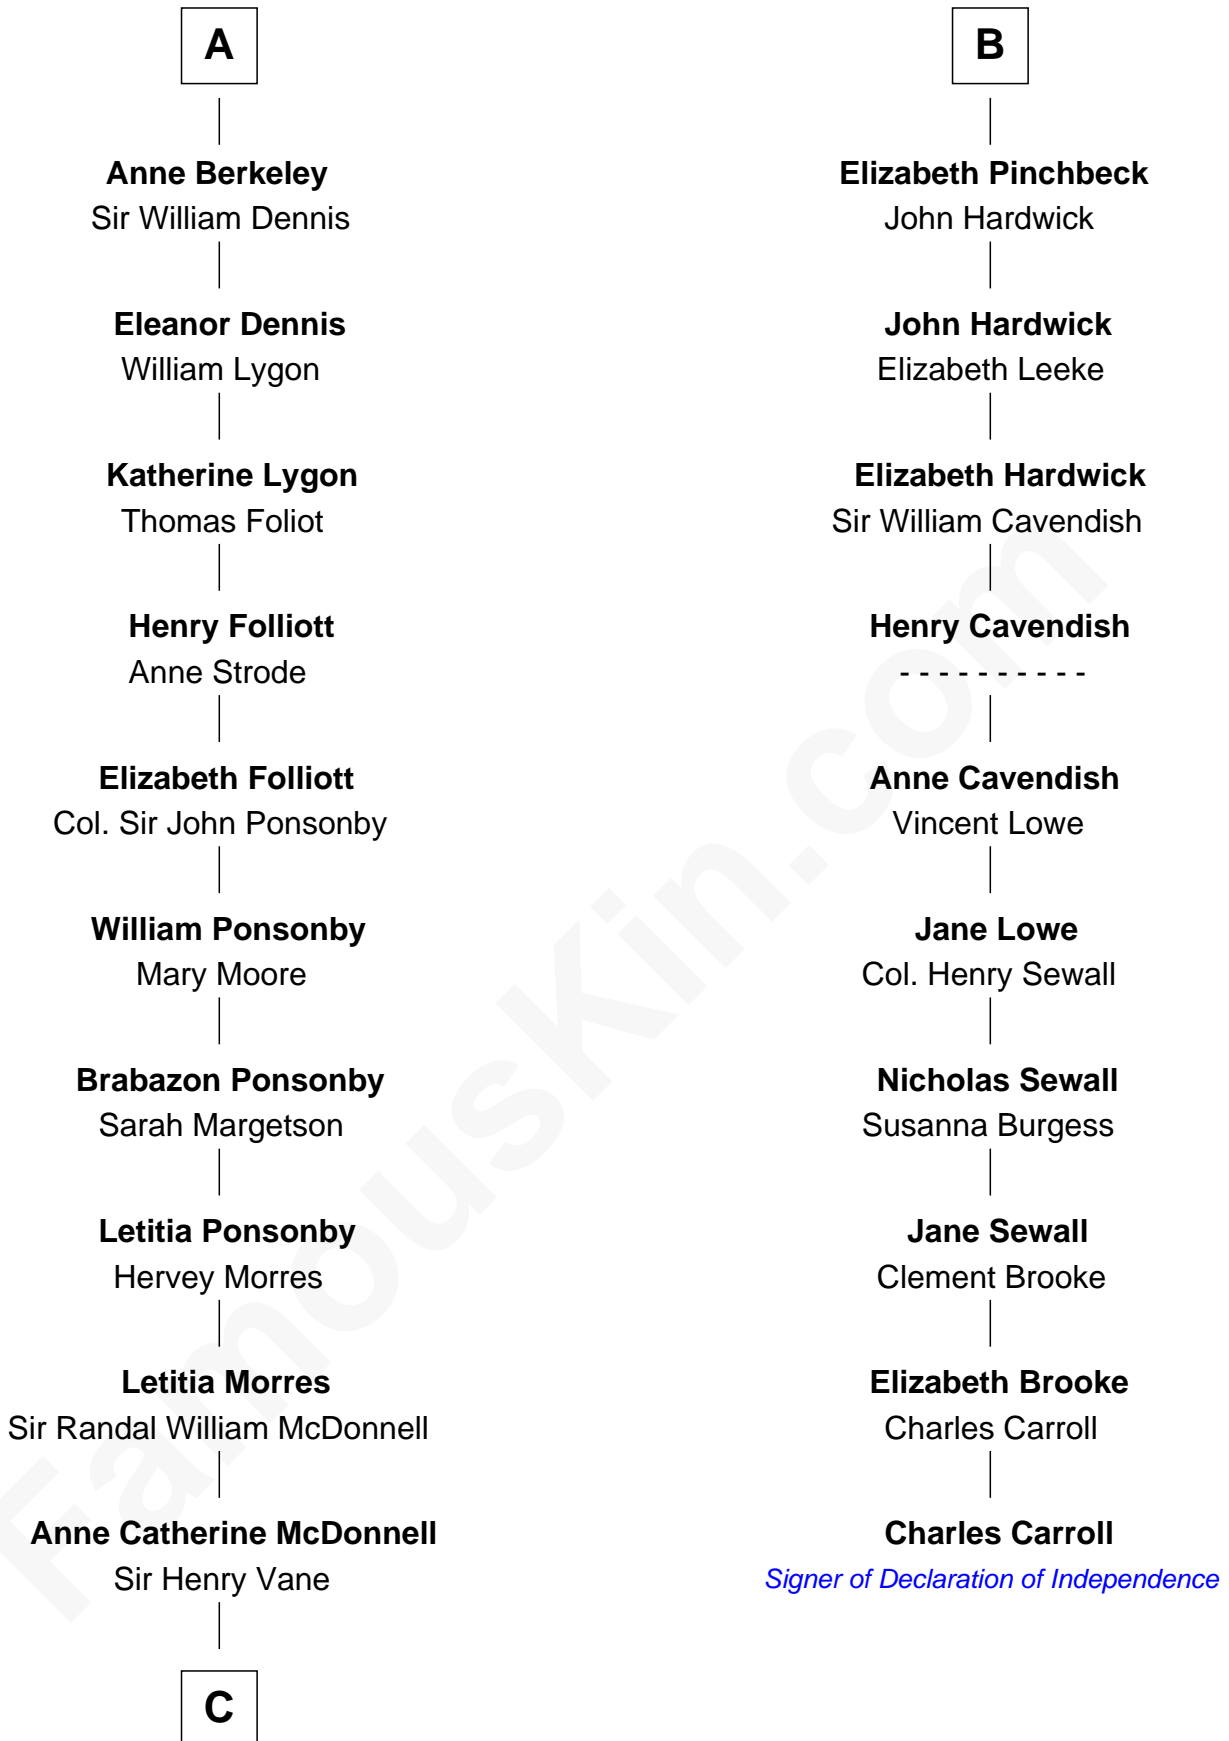 A
Anne Berkeley
Sir William Dennis
Eleanor Dennis
William Lygon
Katherine Lygon
Thomas Foliot
Henry Folliott
Anne Strode
Elizabeth Folliott
Col. Sir John Ponsonby
William Ponsonby
Mary Moore
Brabazon Ponsonby
Sarah Margetson
Letitia Ponsonby
Hervey Morres
Letitia Morres
Sir Randal William McDonnell
Anne Catherine McDonnell
Sir Henry Vane
C
B
Elizabeth Pinchbeck
John Hardwick
John Hardwick
Elizabeth Leeke
Elizabeth Hardwick
Sir William Cavendish
Henry Cavendish
- - - - - - - - - -
Anne Cavendish
Vincent Lowe
Jane Lowe
Col. Henry Sewall
Nicholas Sewall
Susanna Burgess
Jane Sewall
Clement Brooke
Elizabeth Brooke
Charles Carroll
Charles Carroll
Signer of Declaration of Independence
FamousKin.com